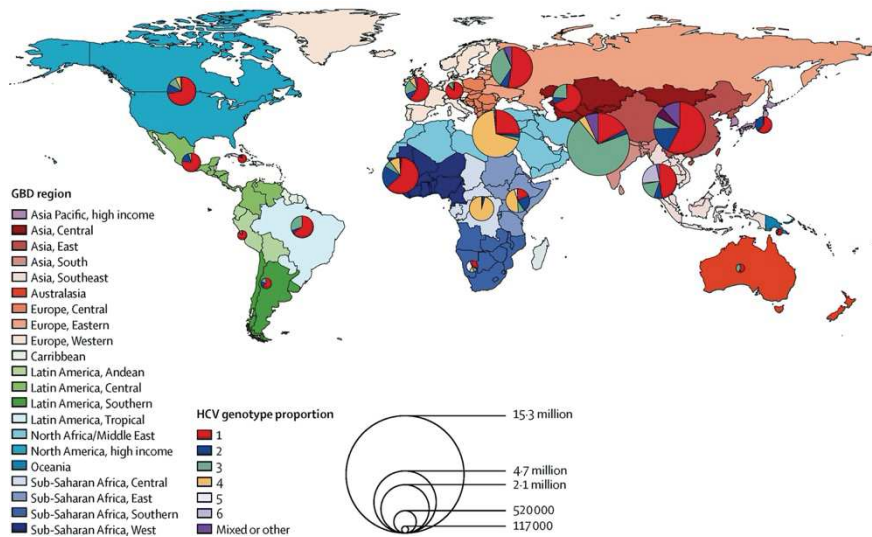 GBD region
Asia Pacific, high income
Asia, Central
Asia, East
Asia, South
Asia, Southeast
Australasia
Europe, Central
Europe, Eastern
Europe, Western
Carribbean
Latin America, Andean
Latin America, Central
Latin America, Southern
Latin America, Tropical
North Africa/Middle East
North America, high income
Oceania
Sub-Saharan Africa, Central
Sub-Saharan Africa, East
Sub-Saharan Africa, Southern
Sub-Saharan Africa, West
HCV genotype proportion
1
2
3
4
5
6
Mixed or other
15·3 million
4·7 million
2·1 million
520 000
117 000